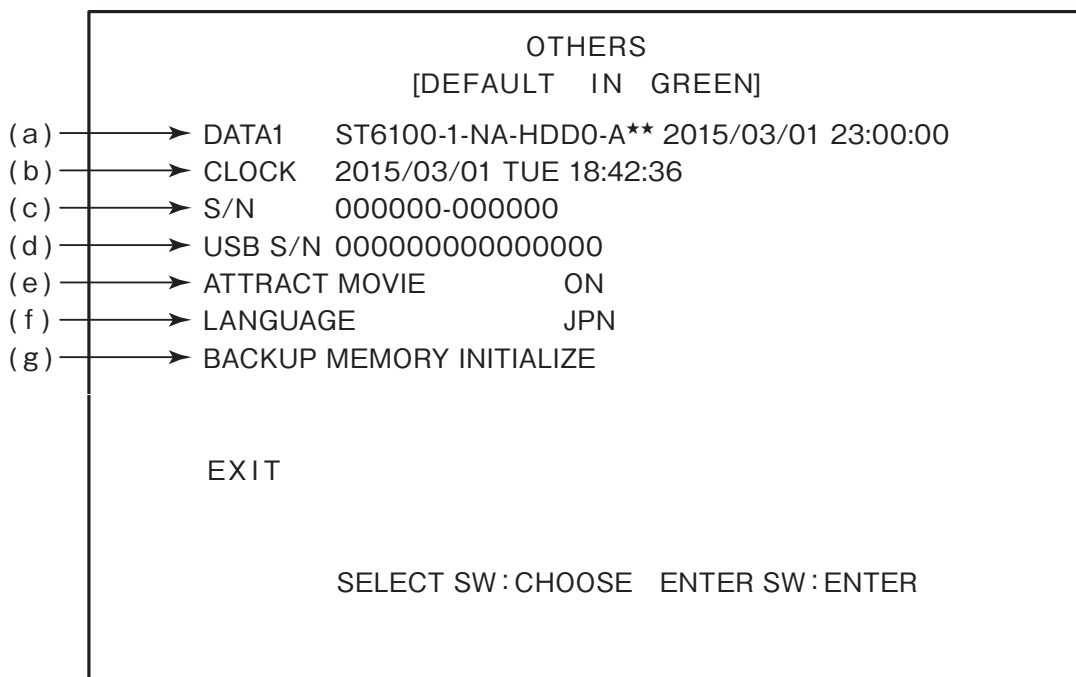 OTHERS
[DEFAULT IN GREEN]
(a) DATA1 ST6100-1-NA-HDD0-A★★ 2015/03/01 23:00:00
(b) CLOCK 2015/03/01 TUE 18:42:36
(c) S/N 000000-000000
(d) USB S/N 000000000000000
(e) ATTRACT MOVIE ON
(f) LANGUAGE JPN
(g) BACKUP MEMORY INITIALIZE
EXIT
SELECT SW:CHOOSE ENTER SW:ENTER